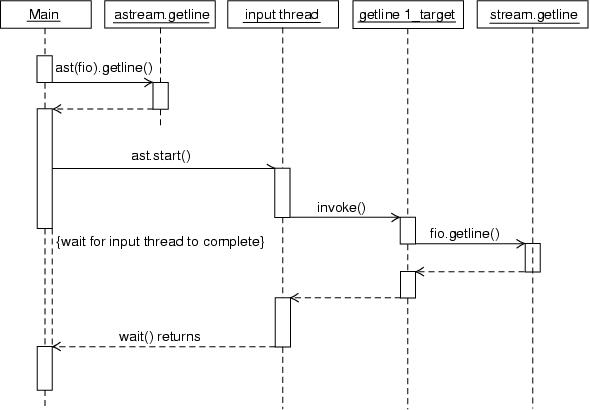 Main
astream.getline
input thread
getline 1_target
stream.getline
ast(fio).getline()
ast.start()
invoke()
fio.getline()
{wait for input thread to complete}
wait() returns